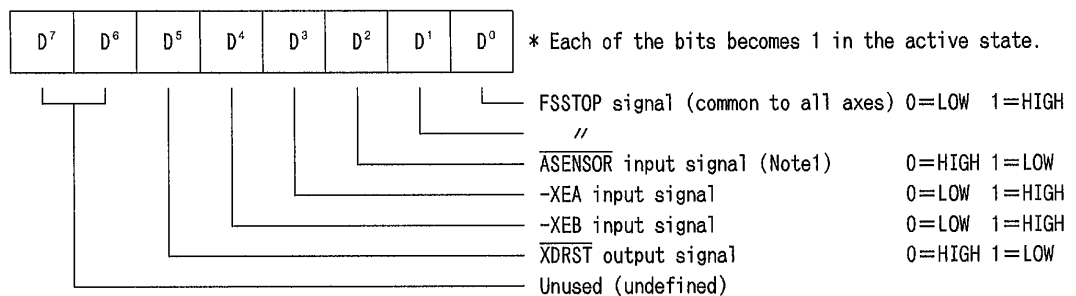 D⁷ D⁶ D⁵ D⁴ D³ D² D¹ D⁰ * Each of the bits becomes 1 in the active state.
FSSTOP signal (common to all axes) 0=LOW 1=HIGH
〃
A̅S̅E̅N̅S̅O̅R̅ input signal (Note1) 0=HIGH 1=LOW
-XEA input signal 0=LOW 1=HIGH
-XEB input signal 0=LOW 1=HIGH
X̅D̅R̅S̅T̅ output signal 0=HIGH 1=LOW
Unused (undefined)